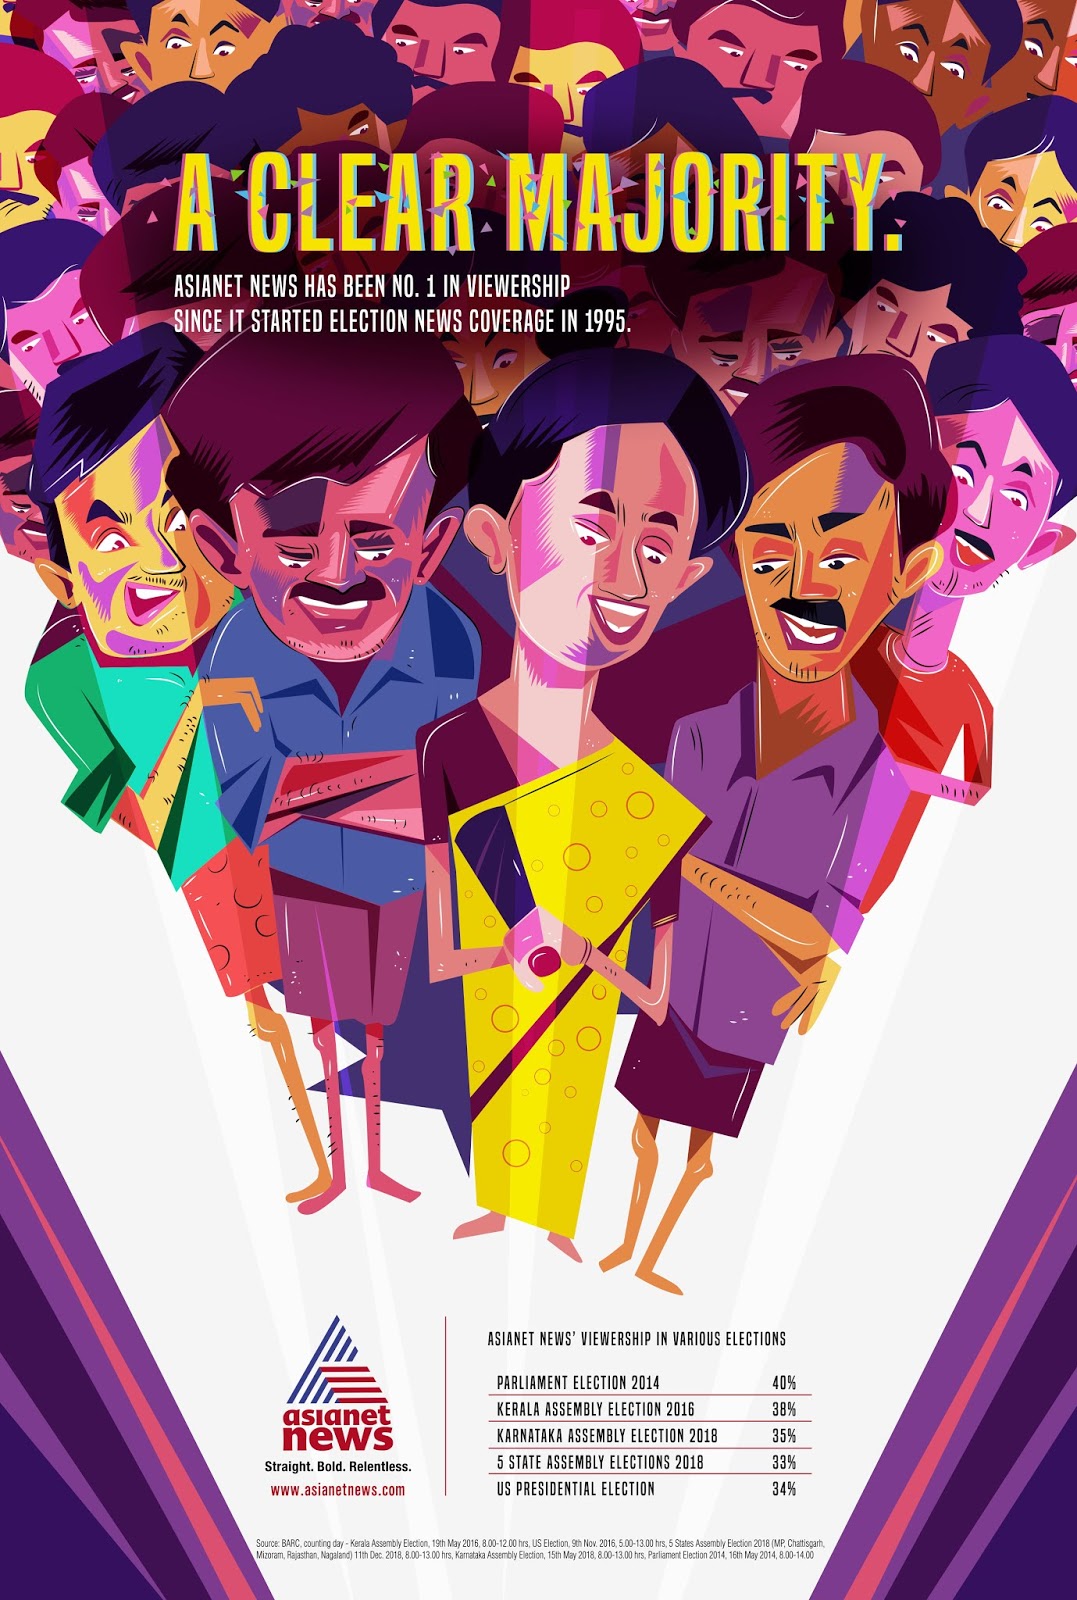 A CLEAR MAJORITY.
ASIANET NEWS HAS BEEN NO. 1 IN VIEWERSHIP
SINCE IT STARTED ELECTION NEWS COVERAGE IN 1995.
asianet
news
Straight. Bold. Relentless.
www.asianetnews.com
ASIANET NEWS' VIEWERSHIP IN VARIOUS ELECTIONS
PARLIAMENT ELECTION 2014 40%
KERALA ASSEMBLY ELECTION 2016 38%
KARNATAKA ASSEMBLY ELECTION 2018 35%
5 STATE ASSEMBLY ELECTIONS 2018 33%
US PRESIDENTIAL ELECTION 34%
Source: BARC, counting day - Kerala Assembly Election, 19th May 2016, 8.00-12.00 hrs, US Election, 9th Nov. 2016, 5.00-13.00 hrs, 5 States Assembly Election 2018 (MP, Chattisgarh,
Mizoram, Rajasthan, Nagaland) 11th Dec. 2018, 8.00-13.00 hrs, Karnataka Assembly Election, 15th May 2018, 8.00-13.00 hrs, Parliament Election 2014, 16th May 2014, 8.00-14.00